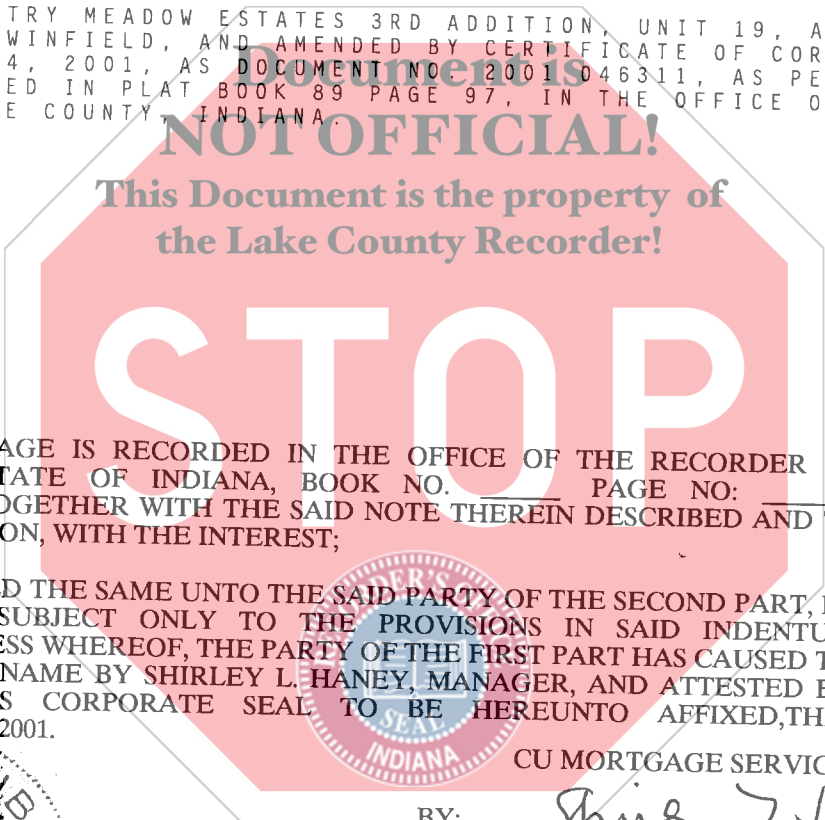 TRY MEADOW ESTATES 3RD ADDITION, UNIT 19, A
WINFIELD, AND AMENDED BY CERTIFICATE OF COR
4, 2001, AS DOCUMENT NO. 2001 046311, AS PE
ED IN PLAT BOOK 89 PAGE 97, IN THE OFFICE O
E COUNTY, INDIANA.
Document is
NOT OFFICIAL!
This Document is the property of
the Lake County Recorder!
STOP
AGE IS RECORDED IN THE OFFICE OF THE RECORDER
TATE OF INDIANA, BOOK NO. ______ PAGE NO: _____
OGETHER WITH THE SAID NOTE THEREIN DESCRIBED AND
ON, WITH THE INTEREST;
D THE SAME UNTO THE SAID PARTY OF THE SECOND PART,
SUBJECT ONLY TO THE PROVISIONS IN SAID INDENTU
ESS WHEREOF, THE PARTY OF THE FIRST PART HAS CAUSED T
NAME BY SHIRLEY L. HANEY, MANAGER, AND ATTESTED B
S CORPORATE SEAL TO BE HEREUNTO AFFIXED,THI
2001.
SEAL
INDIANA
CU MORTGAGE SERVIC
BY: